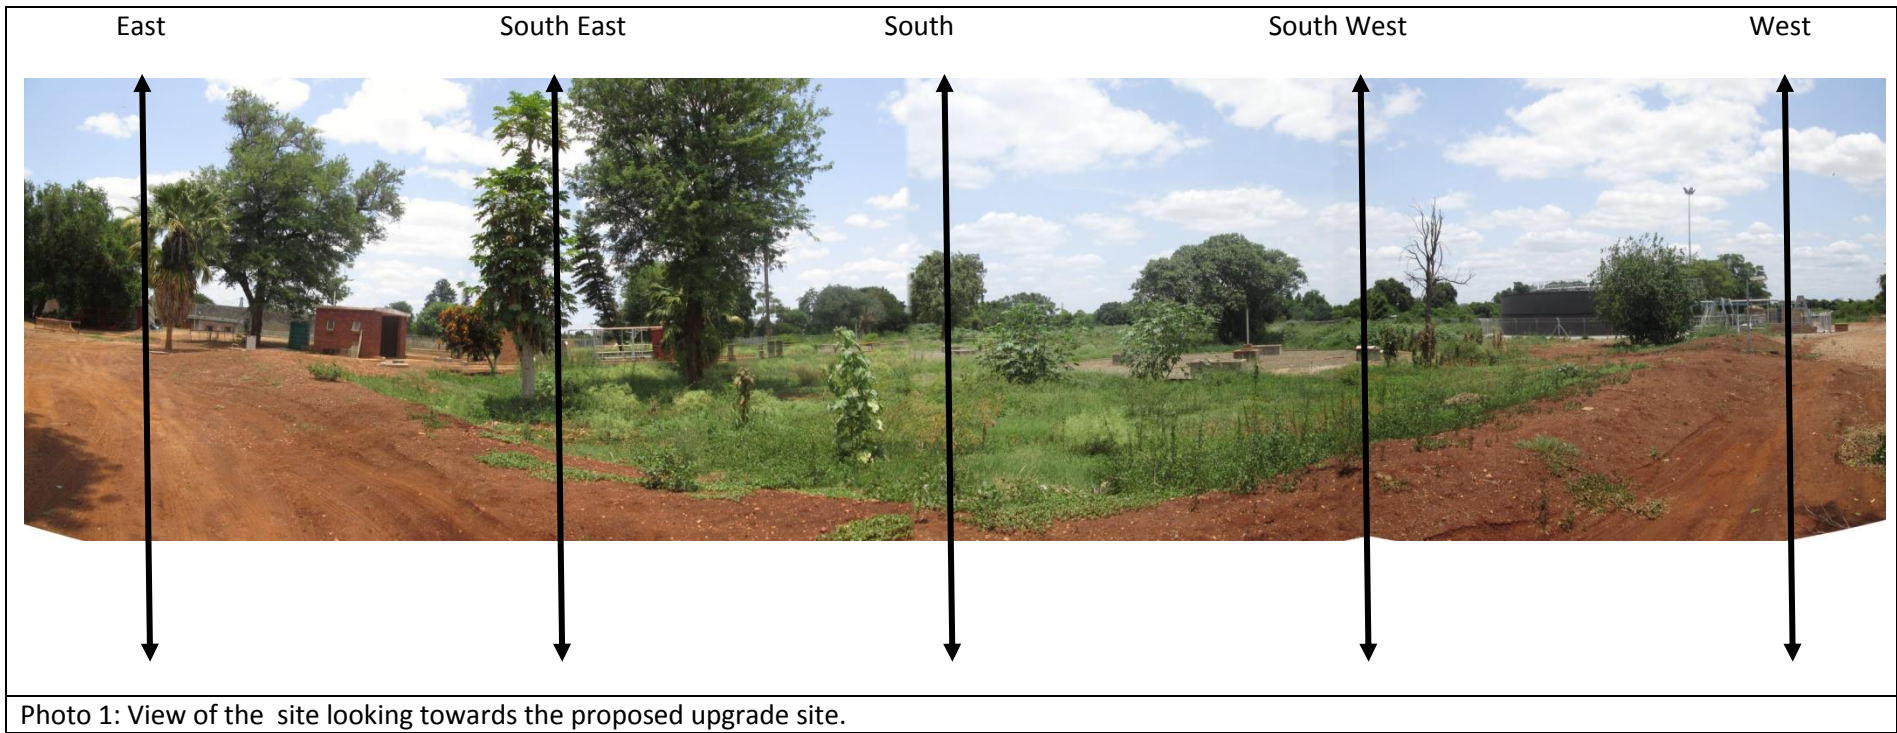 East South East South South West West
Photo 1: View of the site looking towards the proposed upgrade site.